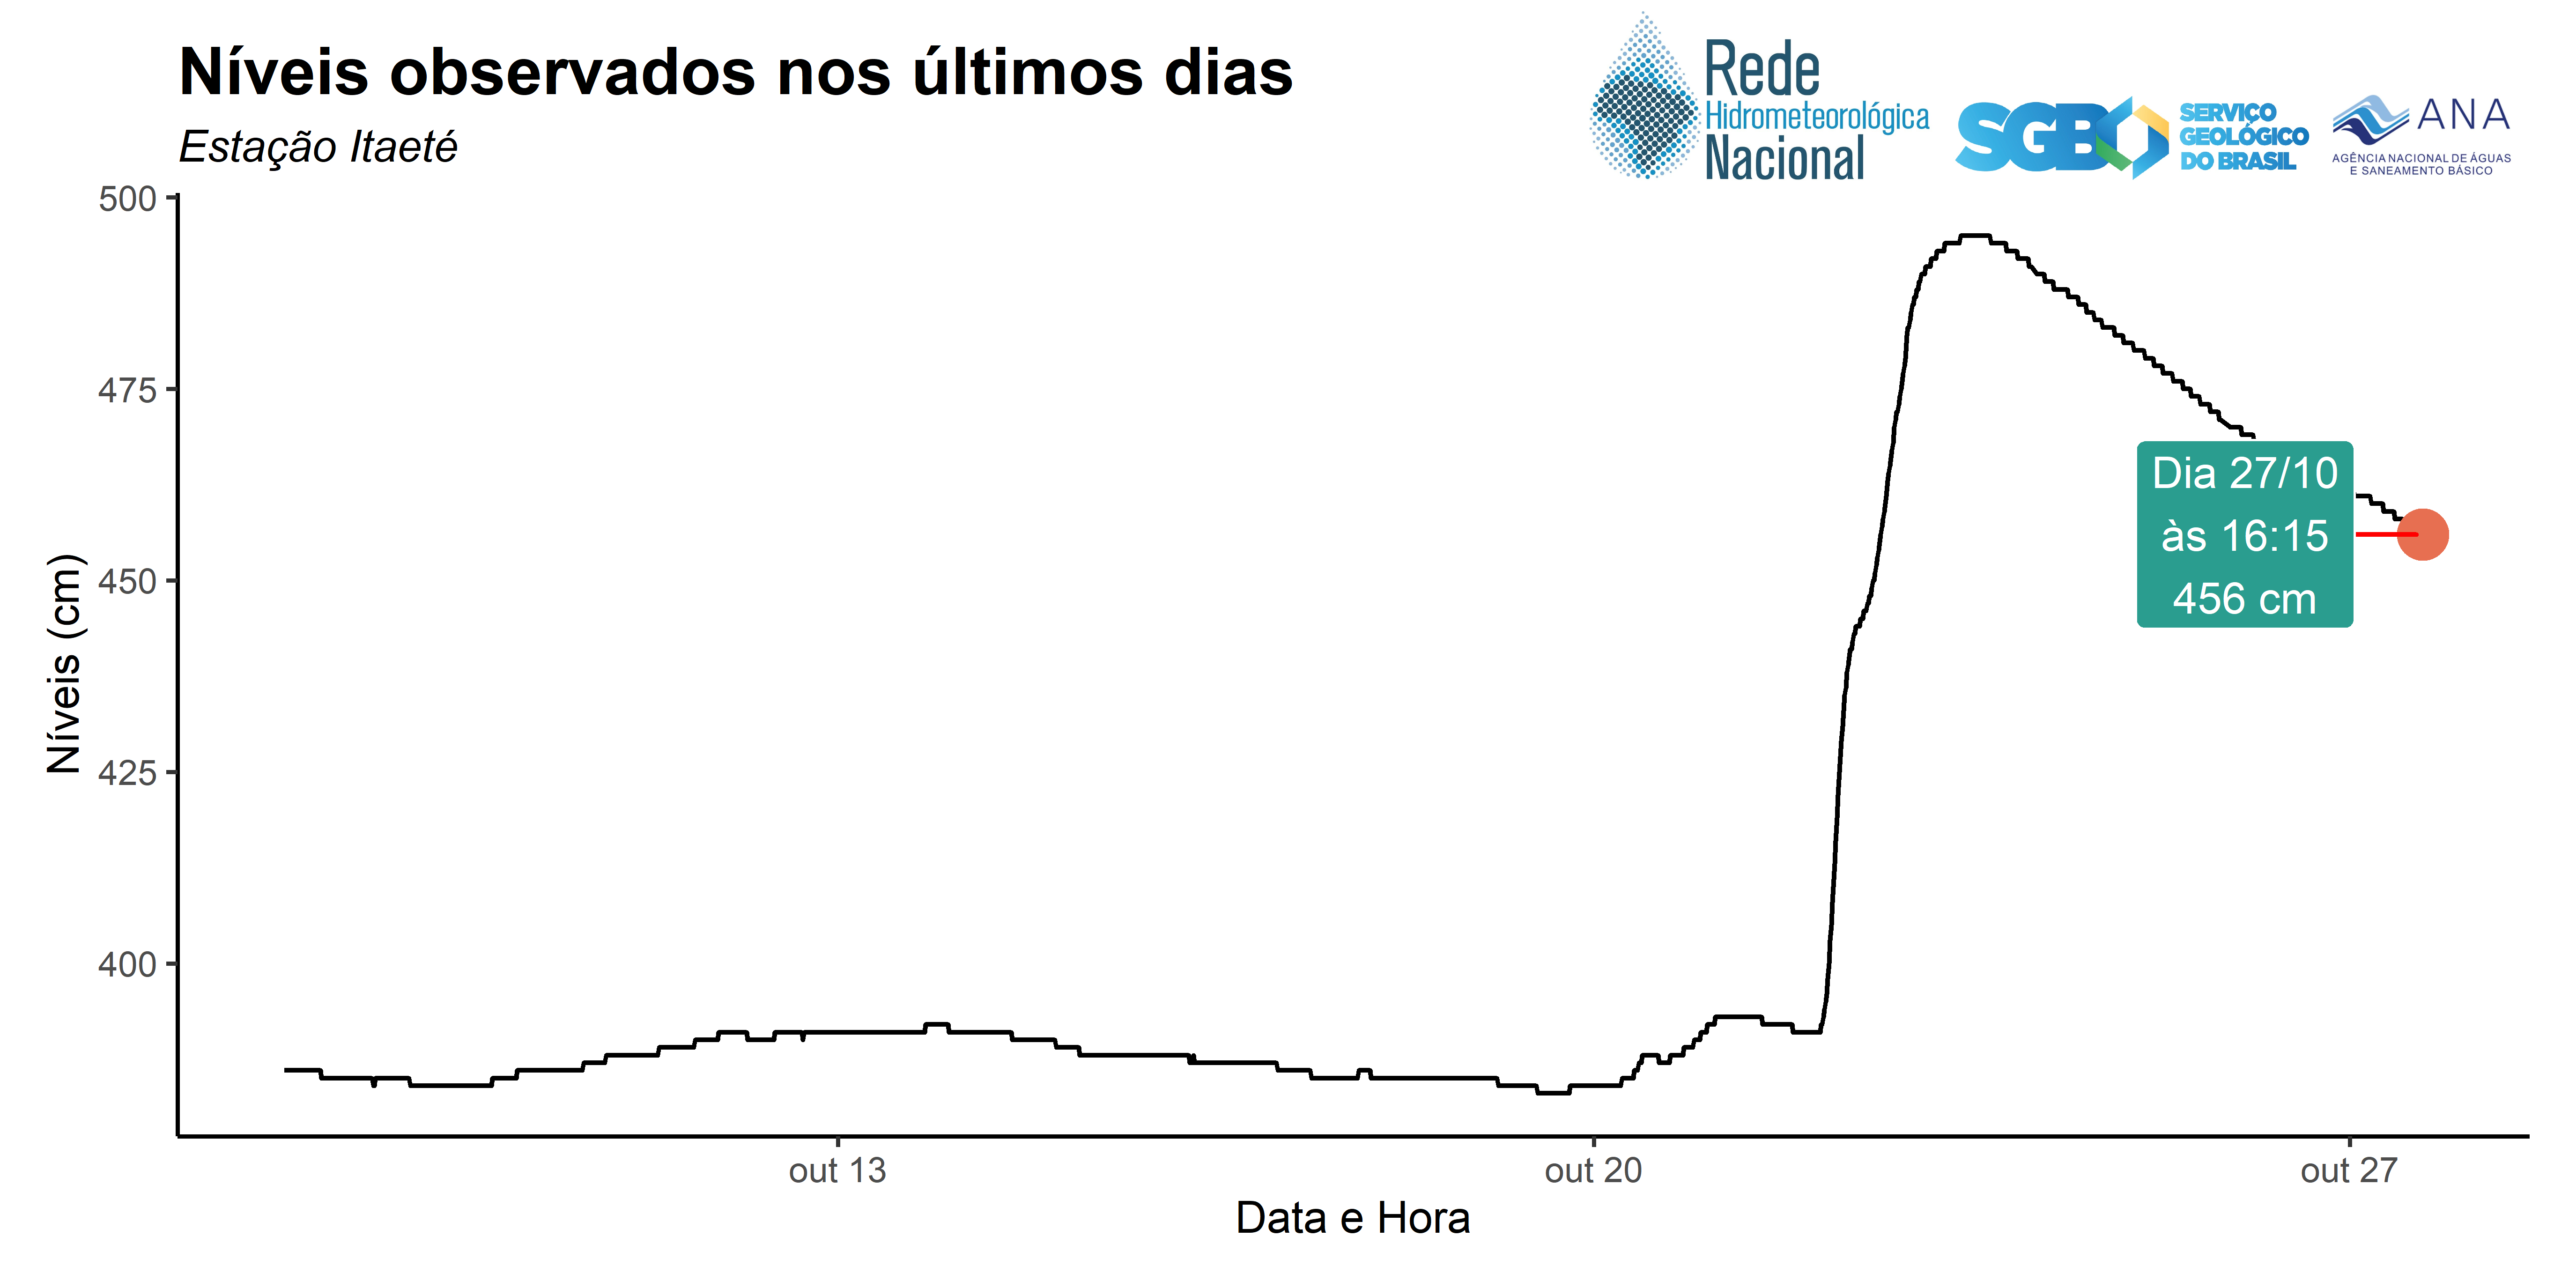 Níveis observados nos últimos dias
Estação Itaeté
Rede
Hidrometeorológica
Nacional
SGB
SERVIÇO
GEOLÓGICO
DO BRASIL
ANA
AGÊNCIA NACIONAL DE ÁGUAS
E SANEAMENTO BÁSICO
500
475
450
425
400
Níveis (cm)
Dia 27/10
às 16:15
456 cm
out 13
out 20
out 27
Data e Hora